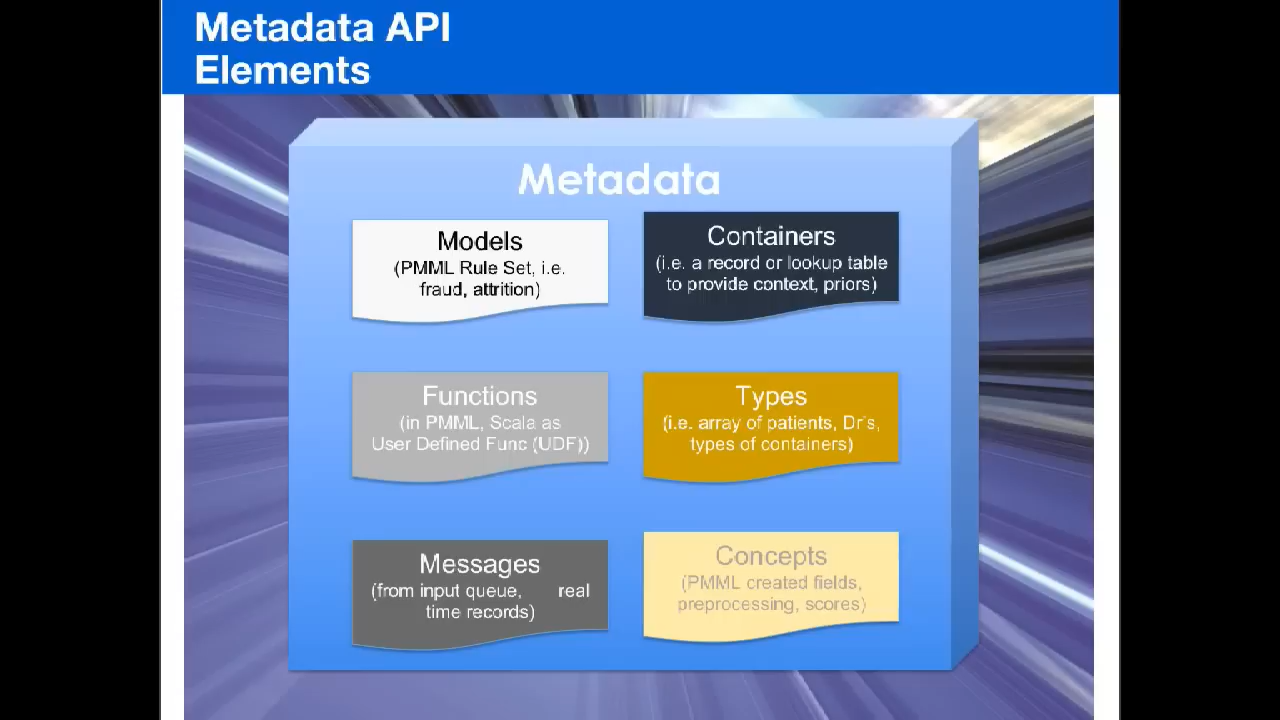 Metadata API
Elements
Metadata
Models
(PMML Rule Set, i.e.
fraud, attrition)
Containers
(i.e. a record or lookup table
to provide context, priors)
Functions
(in PMML, Scala as
User Defined Func (UDF))
Types
(i.e. array of patients, Dr's,
types of containers)
Messages
(from input queue, real
time records)
Concepts
(PMML created fields,
preprocessing, scores)